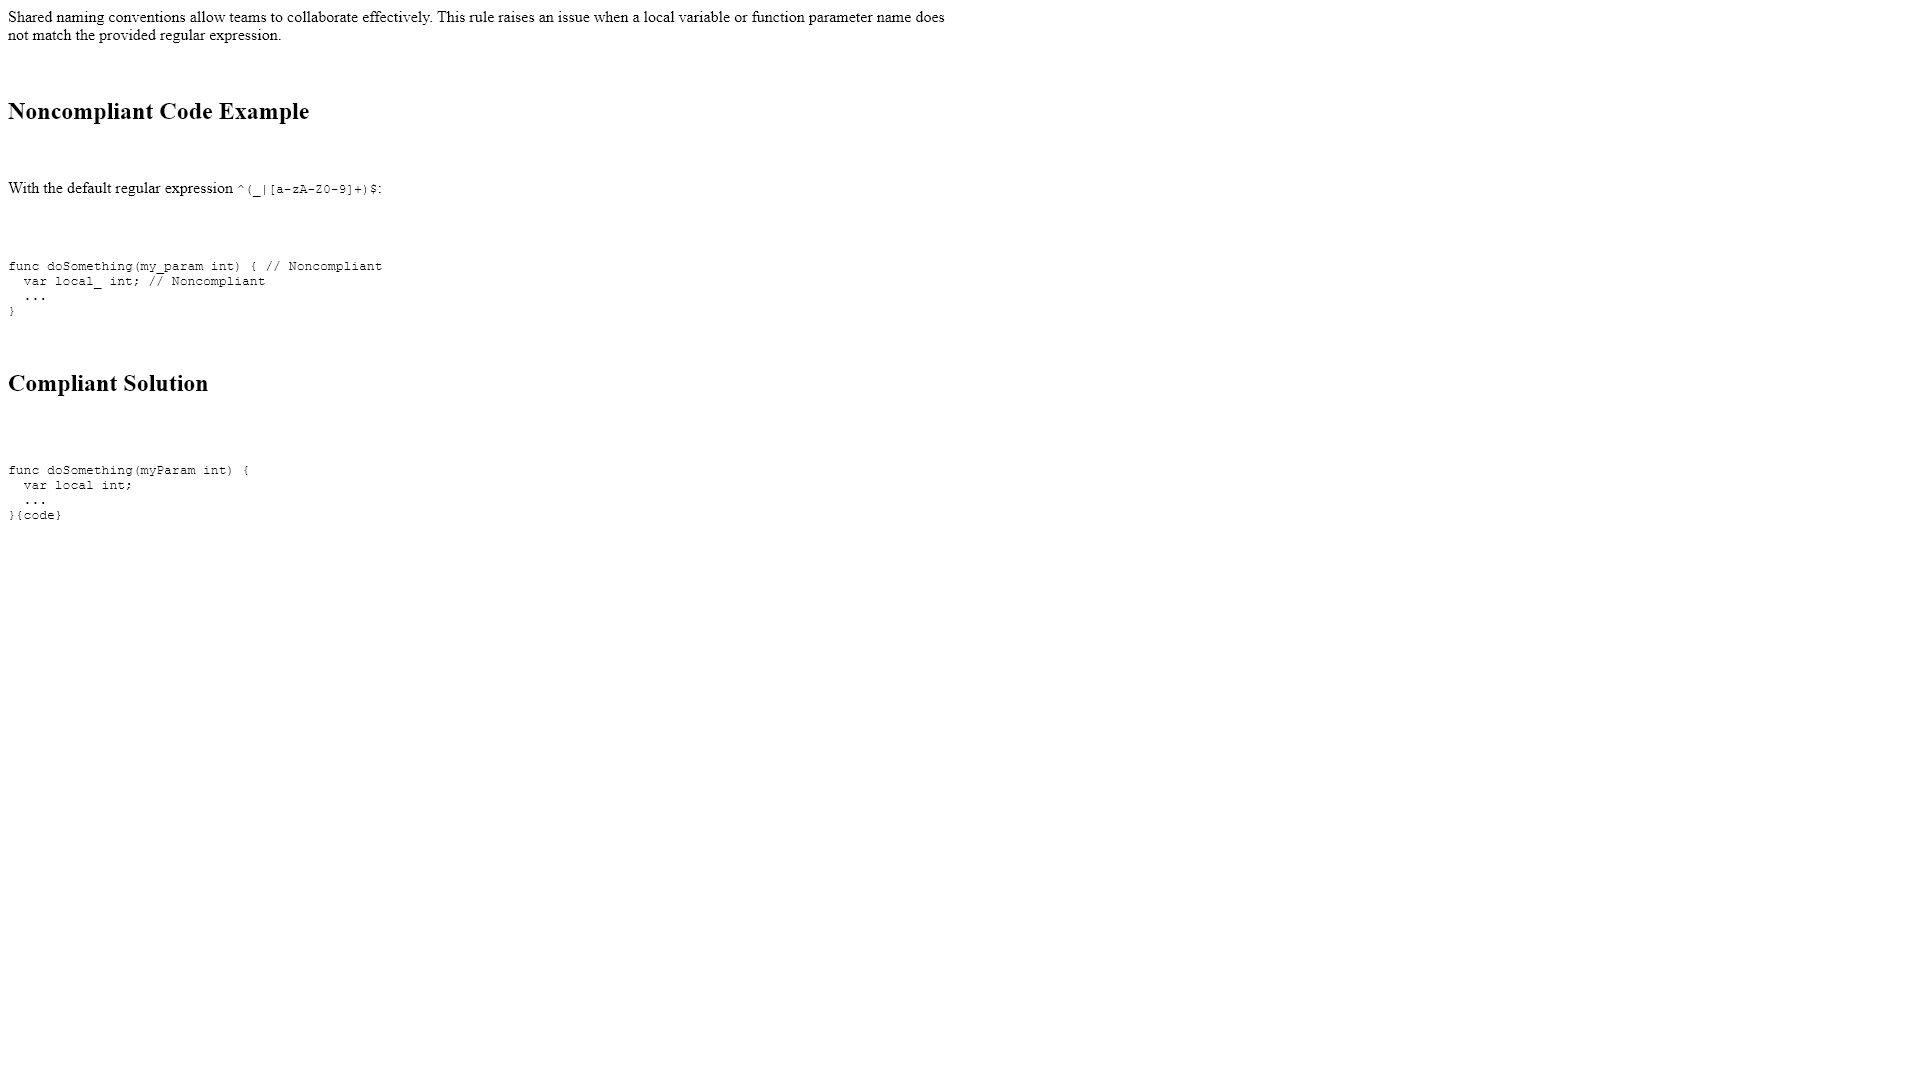 Shared naming conventions allow teams to collaborate effectively. This rule raises an issue when a local variable or function parameter name does
not match the provided regular expression.
Noncompliant Code Example
With the default regular expression ^(_|[a-zA-Z0-9]+)$:
func doSomething(my_param int) { // Noncompliant
  var local_ int; // Noncompliant
  ...
}
Compliant Solution
func doSomething(myParam int) {
  var local int;
  ...
}{code}